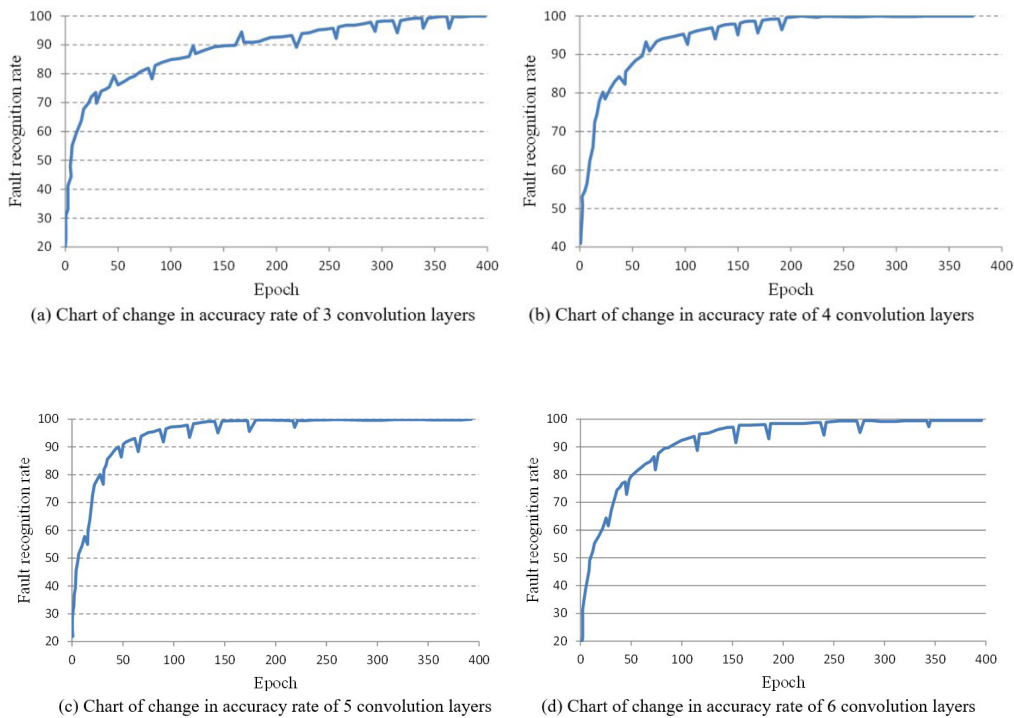 Fault recognition rate
100
90
80
70
60
50
40
30
20
0 50 100 150 200 250 300 350 400
Epoch
(a) Chart of change in accuracy rate of 3 convolution layers
Fault recognition rate
100
90
80
70
60
50
40
0 50 100 150 200 250 300 350 400
Epoch
(b) Chart of change in accuracy rate of 4 convolution layers
Fault recognition rate
100
90
80
70
60
50
40
30
20
0 50 100 150 200 250 300 350 400
Epoch
(c) Chart of change in accuracy rate of 5 convolution layers
Fault recognition rate
100
90
80
70
60
50
40
30
20
0 50 100 150 200 250 300 350 400
Epoch
(d) Chart of change in accuracy rate of 6 convolution layers